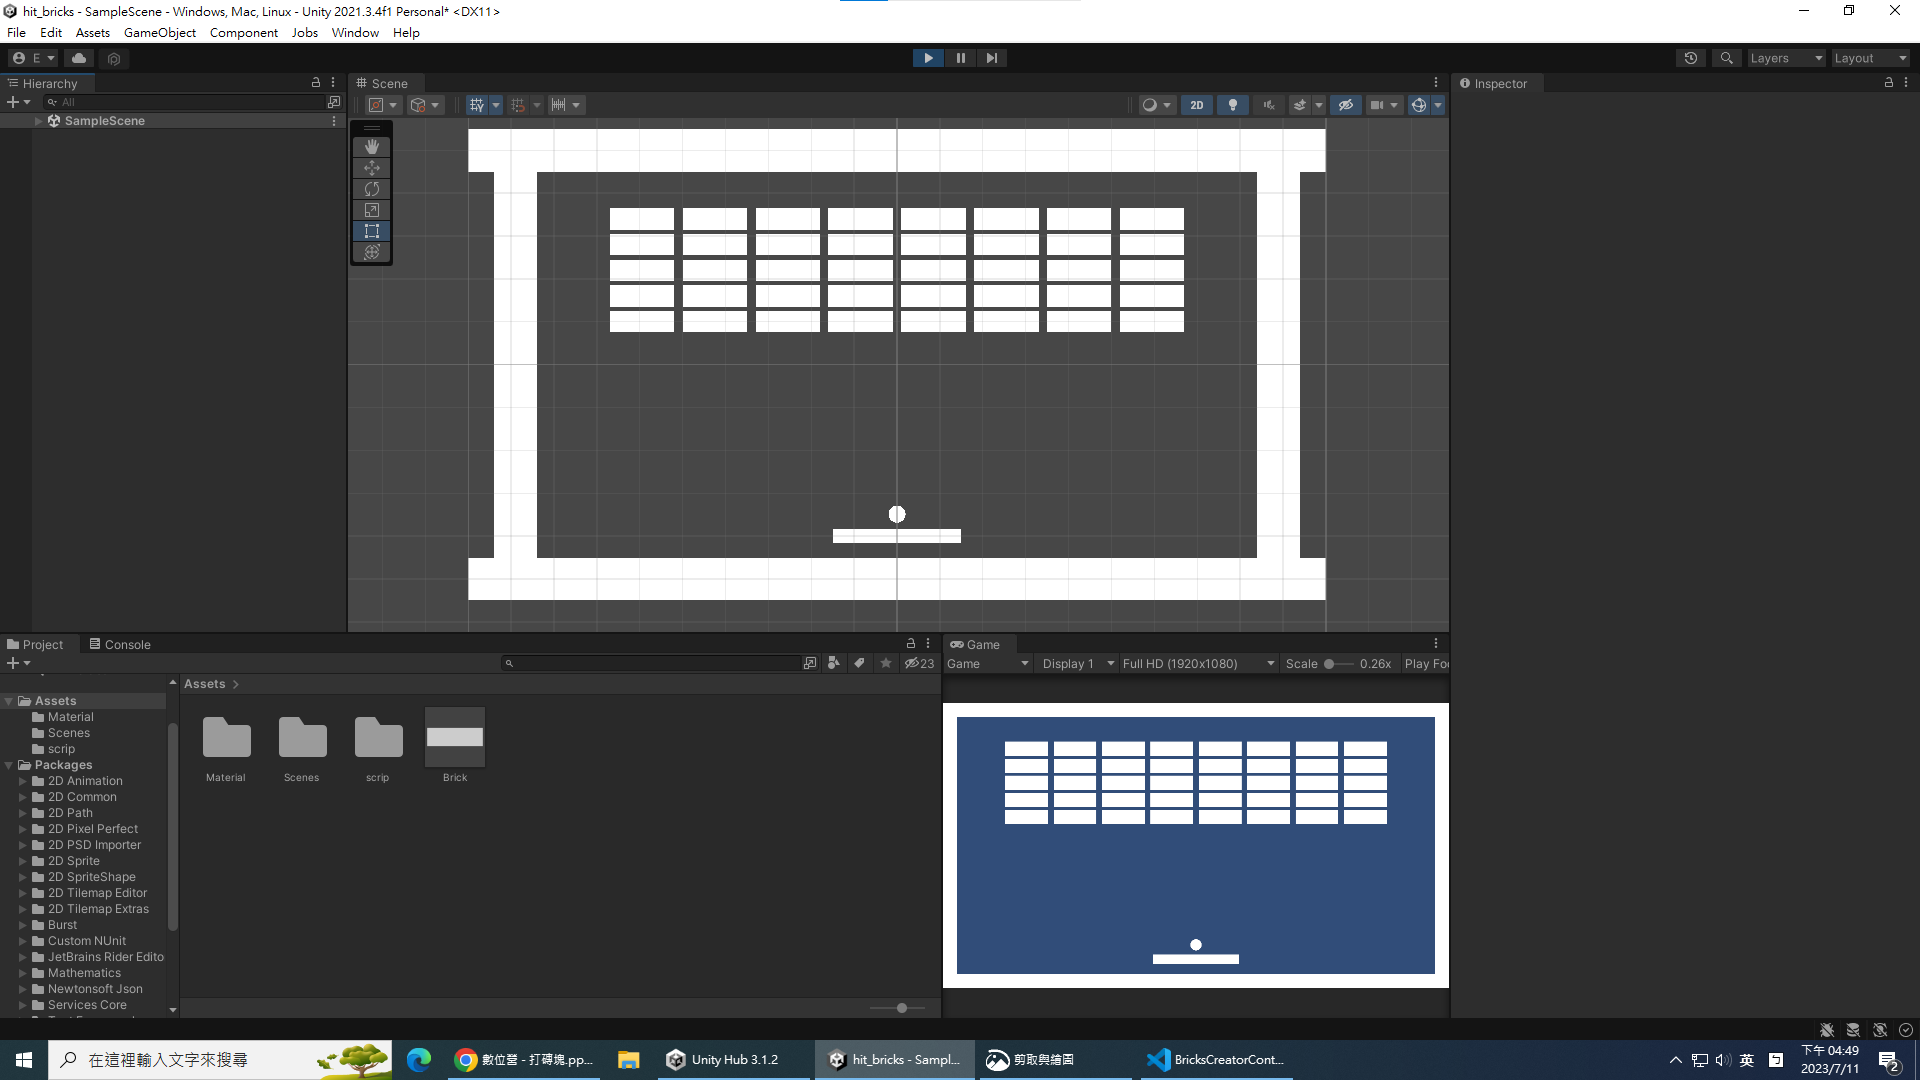 hit_bricks - SampleScene - Windows, Mac, Linux - Unity 2021.3.4f1 Personal* <DX11>
File Edit Assets GameObject Component Jobs Window Help
E
Layers
Layout
Hierarchy
Scene
Inspector
All
2D
SampleScene
Project
Console
Game
23
Game
Display 1
Full HD (1920x1080)
Scale
0.26x
Play Foc
Assets
Assets
Material
Scenes
scrip
Packages
2D Animation
2D Common
2D Path
2D Pixel Perfect
2D PSD Importer
2D Sprite
2D SpriteShape
2D Tilemap Editor
2D Tilemap Extras
Burst
Custom NUnit
JetBrains Rider Edito
Mathematics
Newtonsoft Json
Services Core
Material
Scenes
scrip
Brick
在這裡輸入文字來搜尋
數位營 - 打磚塊.pp...
Unity Hub 3.1.2
hit_bricks - Sampl...
剪取與繪圖
BricksCreatorCont...
英
下午 04:49
2023/7/11
2